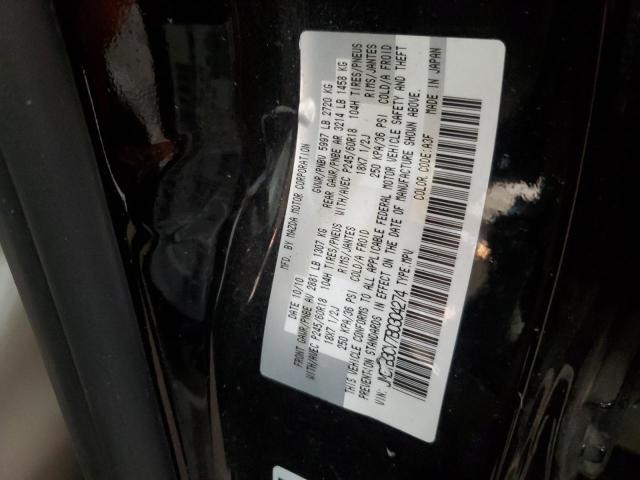 MFD. BY MAZDA MOTOR CORPORATION
DATE 10/10 GVWR/PNBV 5997 LB 2720 KG
FRONT GAWR/PNBE AV 2881 LB 1307 KG REAR GAWR/PNBE AR 3214 LB 1458 KG
WITH/AVEC P245/60R18 104H TIRES/PNEUS WITH/AVEC P245/60R18 104H TIRES/PNEUS
18X7 1/2J RIMS/JANTES 18X7 1/2J RIMS/JANTES
250 KPA/36 PSI COLD/A FROID 250 KPA/36 PSI COLD/A FROID
THIS VEHICLE CONFORMS TO ALL APPLICABLE FEDERAL MOTOR VEHICLE SAFETY AND THEFT
PREVENTION STANDARDS IN EFFECT ON THE DATE OF MANUFACTURE SHOWN ABOVE.
VIN: TYPE:MPV COLOR CODE:A3F MADE IN JAPAN